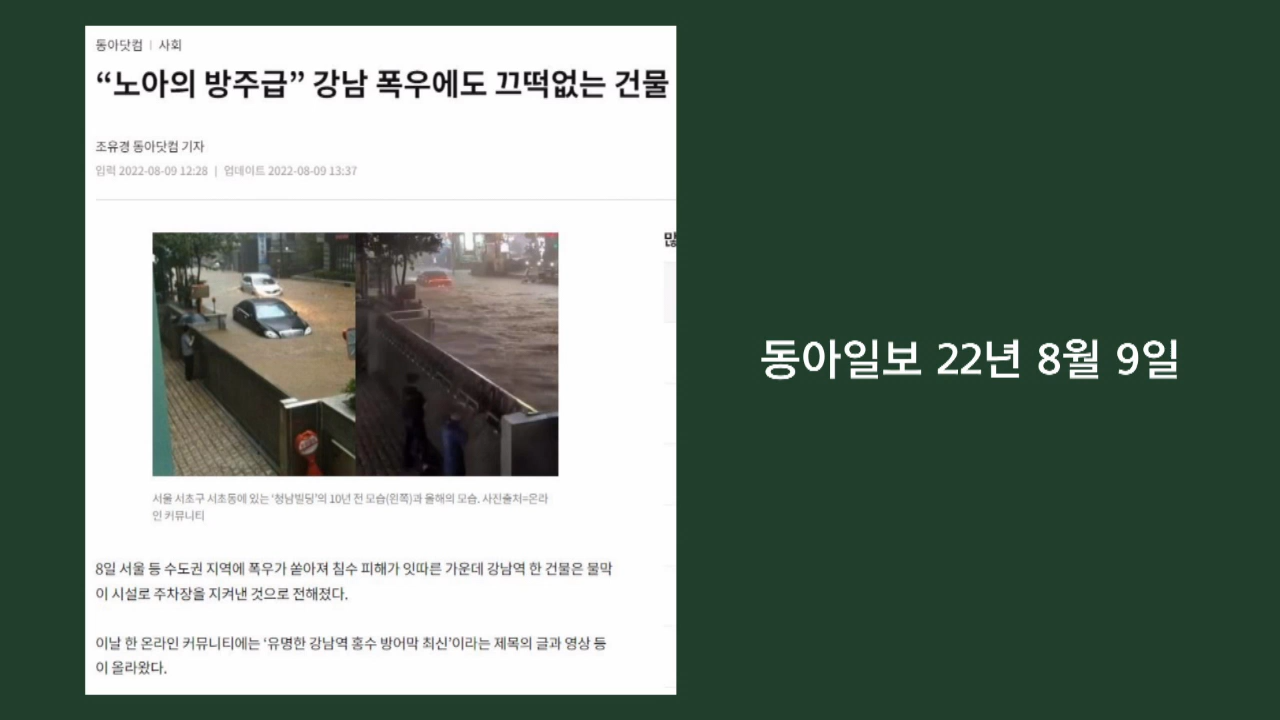 동아닷컴 | 사회
“노아의 방주급” 강남 폭우에도 끄떡없는 건물
조유경 동아닷컴 기자
입력 2022-08-09 12:28 | 업데이트 2022-08-09 13:37
많
서울 서초구 서초동에 있는 ‘청남빌딩’의 10년 전 모습(왼쪽)과 올해의 모습. 사진출처=온라
인 커뮤니티
8일 서울 등 수도권 지역에 폭우가 쏟아져 침수 피해가 잇따른 가운데 강남역 한 건물은 물막
이 시설로 주차장을 지켜낸 것으로 전해졌다.
이날 한 온라인 커뮤니티에는 ‘유명한 강남역 홍수 방어막 최신’이라는 제목의 글과 영상 등
이 올라왔다.
동아일보 22년 8월 9일